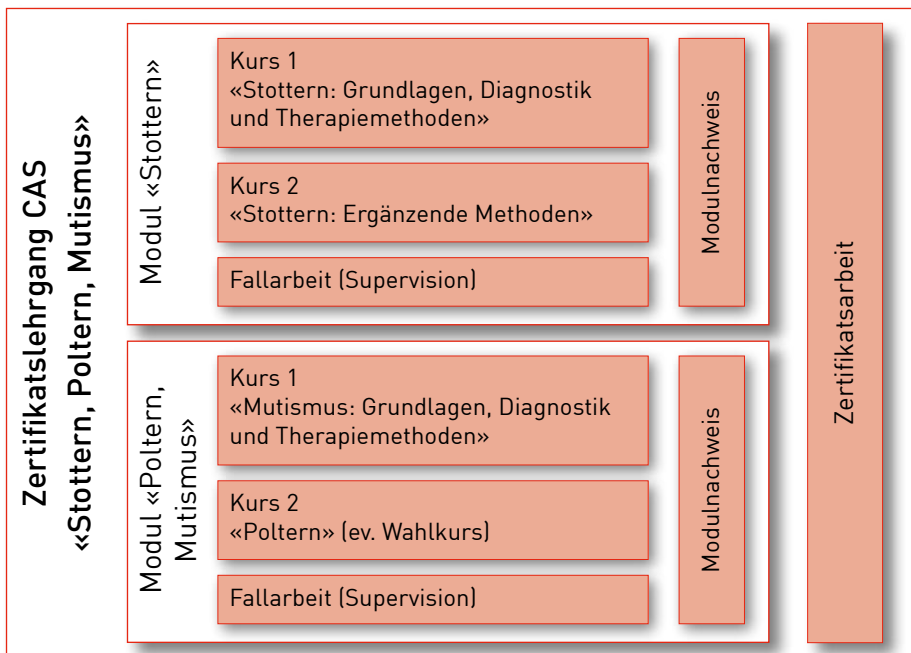 Zertifikatslehrgang CAS
«Stottern, Poltern, Mutismus»
Modul «Stottern»
Kurs 1
«Stottern: Grundlagen, Diagnostik
und Therapiemethoden»
Kurs 2
«Stottern: Ergänzende Methoden»
Fallarbeit (Supervision)
Modulnachweis
Modul «Poltern,
Mutismus»
Kurs 1
«Mutismus: Grundlagen, Diagnostik
und Therapiemethoden»
Kurs 2
«Poltern» (ev. Wahlkurs)
Fallarbeit (Supervision)
Modulnachweis
Zertifikatsarbeit